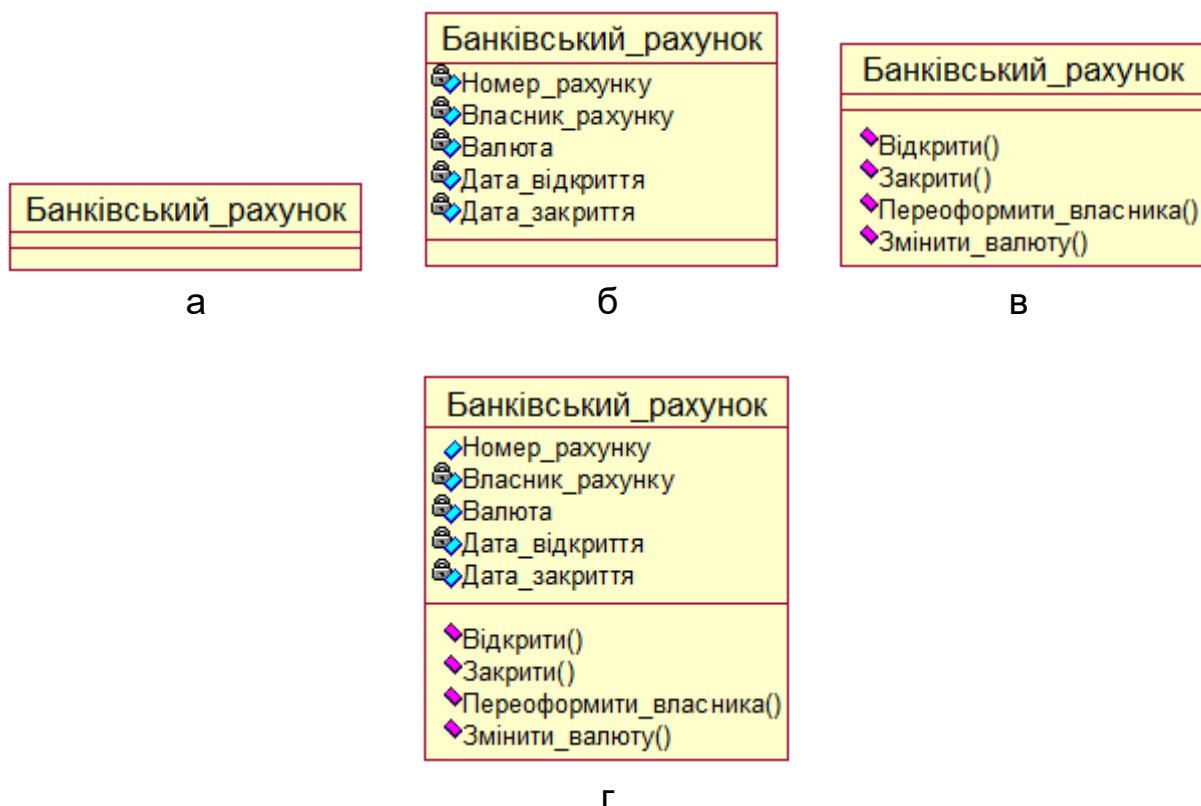 Банківський_рахунок
а
Банківський_рахунок
Номер_рахунку
Власник_рахунку
Валюта
Дата_відкриття
Дата_закриття
б
Банківський_рахунок
Відкрити()
Закрити()
Переоформити_власника()
Змінити_валюту()
в
Банківський_рахунок
Номер_рахунку
Власник_рахунку
Валюта
Дата_відкриття
Дата_закриття
Відкрити()
Закрити()
Переоформити_власника()
Змінити_валюту()
г